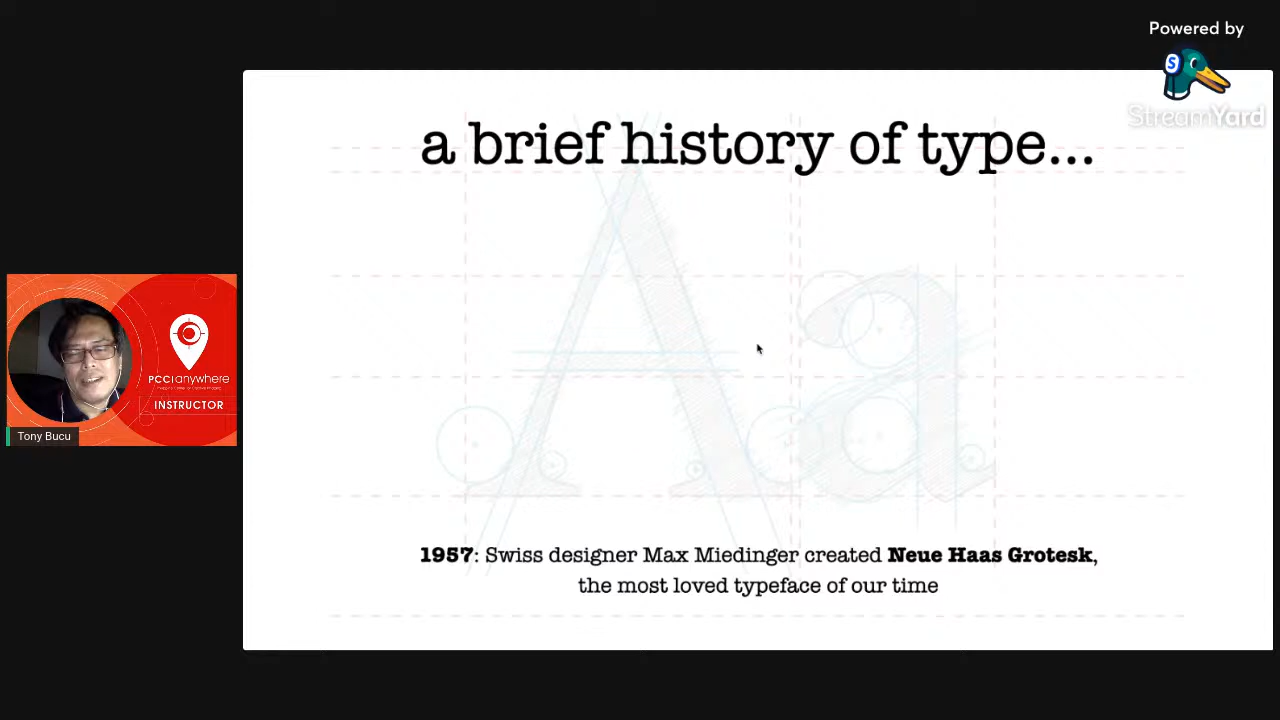 Powered by
StreamYard
a brief history of type...
PCCI anywhere
INSTRUCTOR
Tony Bucu
1957: Swiss designer Max Miedinger created Neue Haas Grotesk,
the most loved typeface of our time